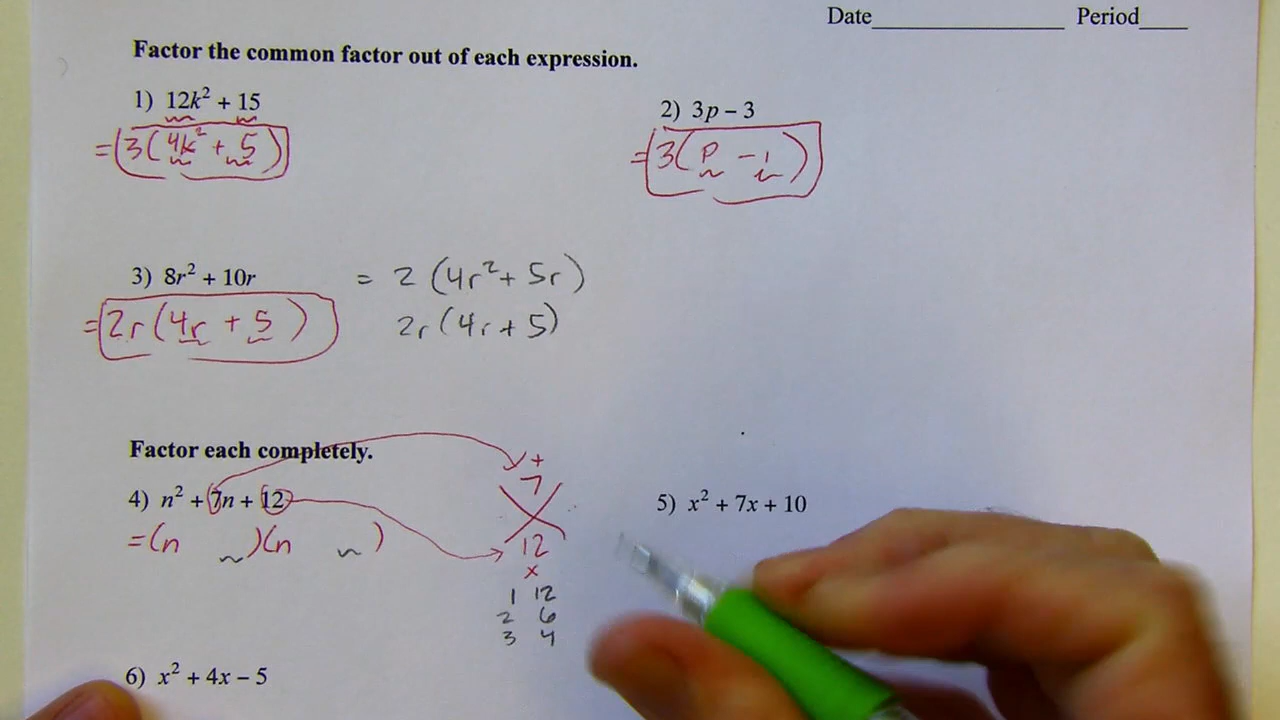 Date____________ Period____
Factor the common factor out of each expression.
1) 12k² + 15
= 3(4k² + 5)
2) 3p – 3
= 3(p – 1)
3) 8r² + 10r = 2(4r² + 5r)
= 2r(4r + 5) 2r(4r + 5)
Factor each completely.
4) n² + 7n + 12
= (n )(n )
+
7
12
×
1 12
2 6
3 4
5) x² + 7x + 10
6) x² + 4x – 5